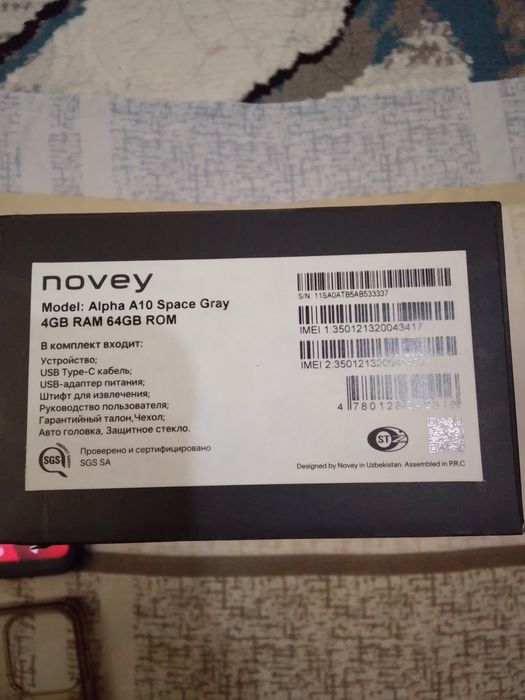 novey
Model: Alpha A10 Space Gray
4GB RAM 64GB ROM
В комплект входит:
Устройство;
USB Type-C кабель;
USB-адаптер питания;
Штифт для извлечения;
Руководство пользователя;
Гарантийный талон,Чехол;
Авто головка, Защитное стекло.
SGS
Проверено и сертифицировано
SGS SA
S/N 11SA0ATB5AB533337
IMEI 1:350121320043417
IMEI 2:
ST
Designed by Novey in Uzbekistan, Assembled in P.R.C